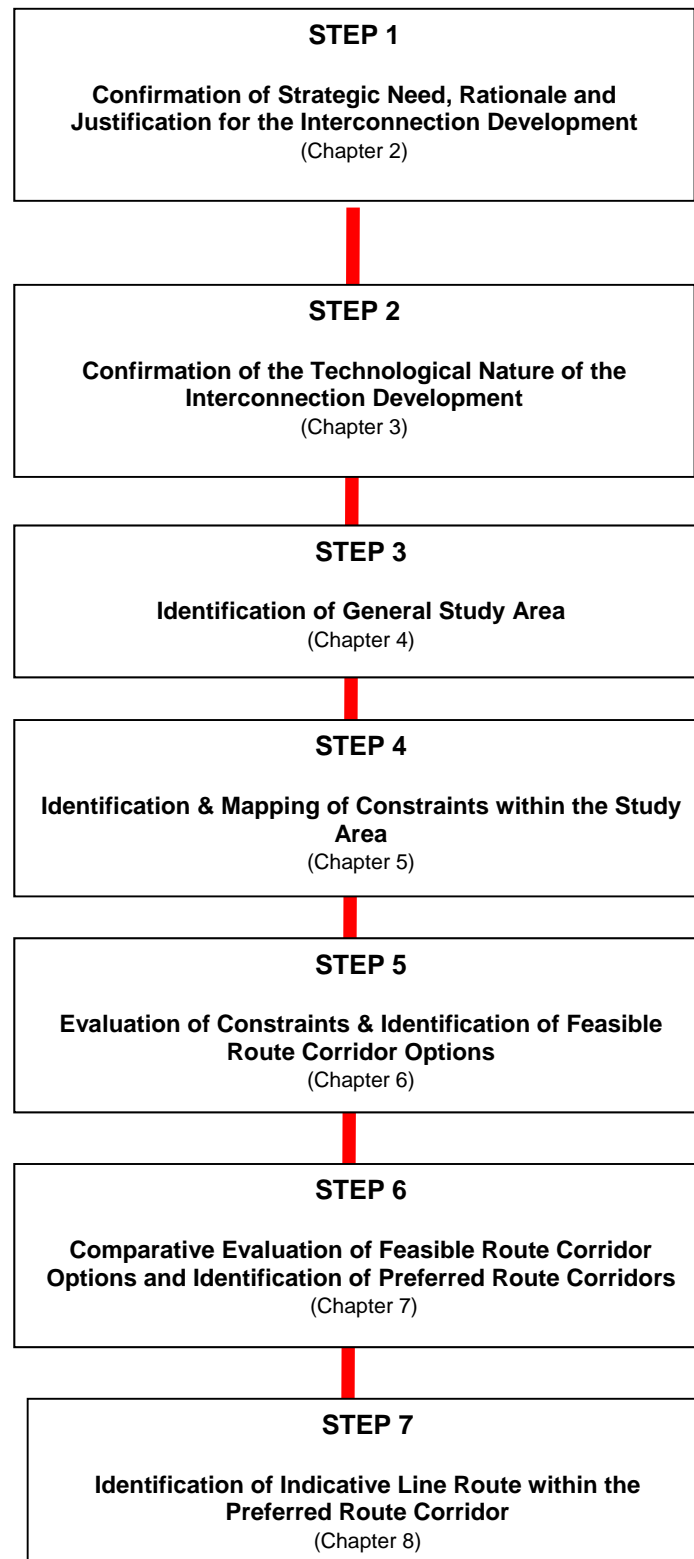 STEP 1
Confirmation of Strategic Need, Rationale and
Justification for the Interconnection Development
(Chapter 2)
STEP 2
Confirmation of the Technological Nature of the
Interconnection Development
(Chapter 3)
STEP 3
Identification of General Study Area
(Chapter 4)
STEP 4
Identification & Mapping of Constraints within the Study
Area
(Chapter 5)
STEP 5
Evaluation of Constraints & Identification of Feasible
Route Corridor Options
(Chapter 6)
STEP 6
Comparative Evaluation of Feasible Route Corridor
Options and Identification of Preferred Route Corridors
(Chapter 7)
STEP 7
Identification of Indicative Line Route within the
Preferred Route Corridor
(Chapter 8)